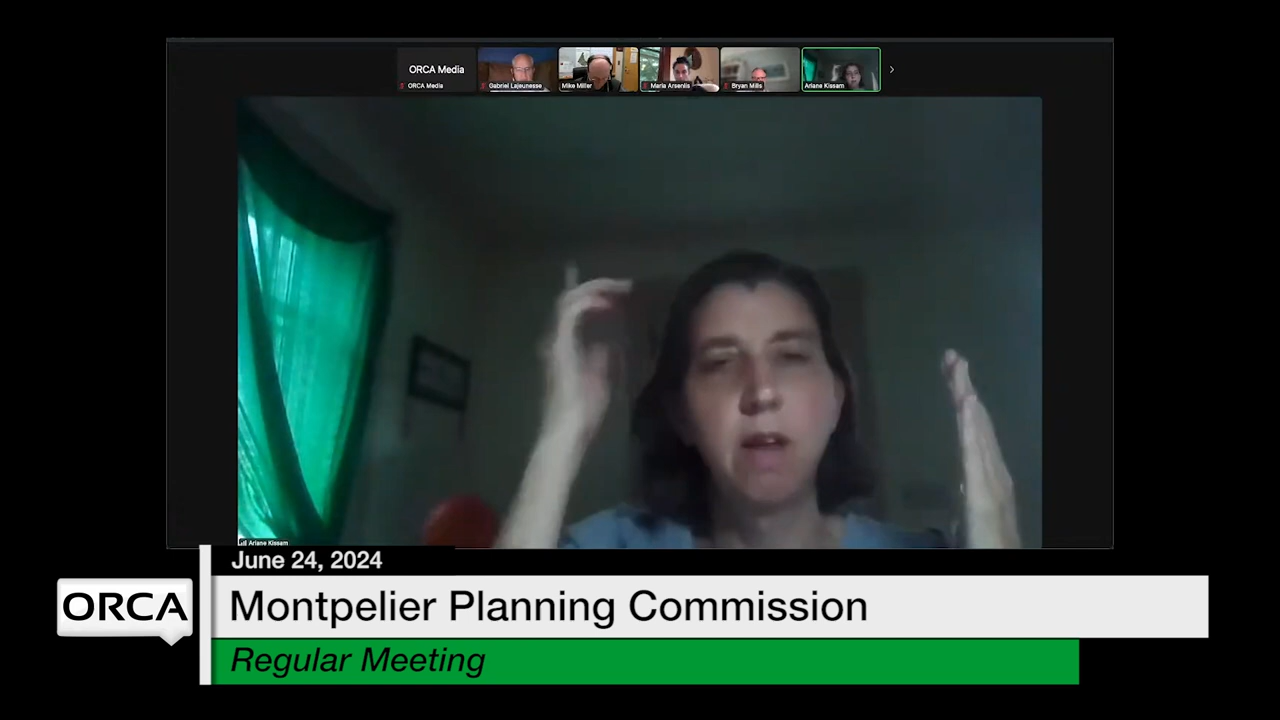 ORCA Media
ORCA Media
Gabriel Lajeunesse
Mike Miller
Maria Arsenlis
Bryan Mills
Ariane Kissam
Ariane Kissam
June 24, 2024
ORCA
Montpelier Planning Commission
Regular Meeting